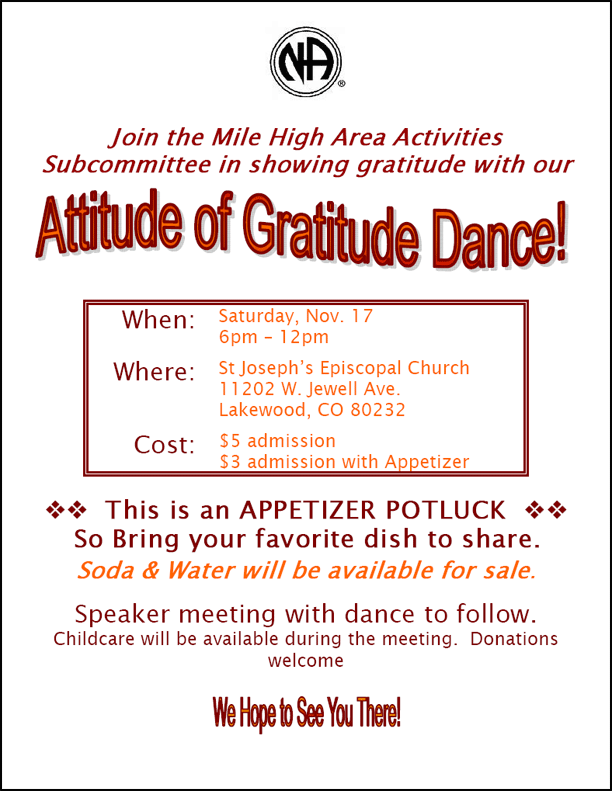 NA
®
Join the Mile High Area Activities
Subcommittee in showing gratitude with our
Attitude of Gratitude Dance!
When: Saturday, Nov. 17
6pm – 12pm
Where: St Joseph's Episcopal Church
11202 W. Jewell Ave.
Lakewood, CO 80232
Cost: $5 admission
$3 admission with Appetizer
❖❖ This is an APPETIZER POTLUCK ❖❖
So Bring your favorite dish to share.
Soda & Water will be available for sale.
Speaker meeting with dance to follow.
Childcare will be available during the meeting. Donations
welcome
We Hope to See You There!